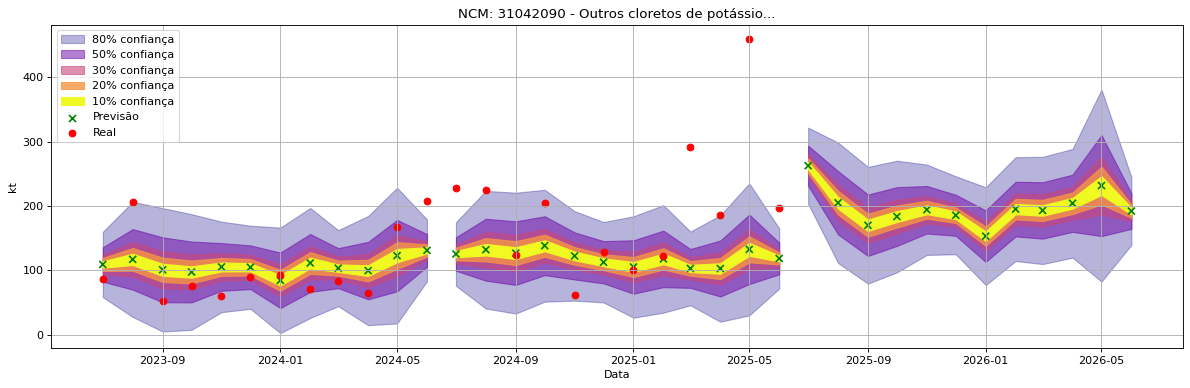 NCM: 31042090 - Outros cloretos de potássio...
80% confiança
50% confiança
30% confiança
20% confiança
10% confiança
Previsão
Real
kt
400
300
200
100
0
2023-09
2024-01
2024-05
2024-09
2025-01
2025-05
2025-09
2026-01
2026-05
Data